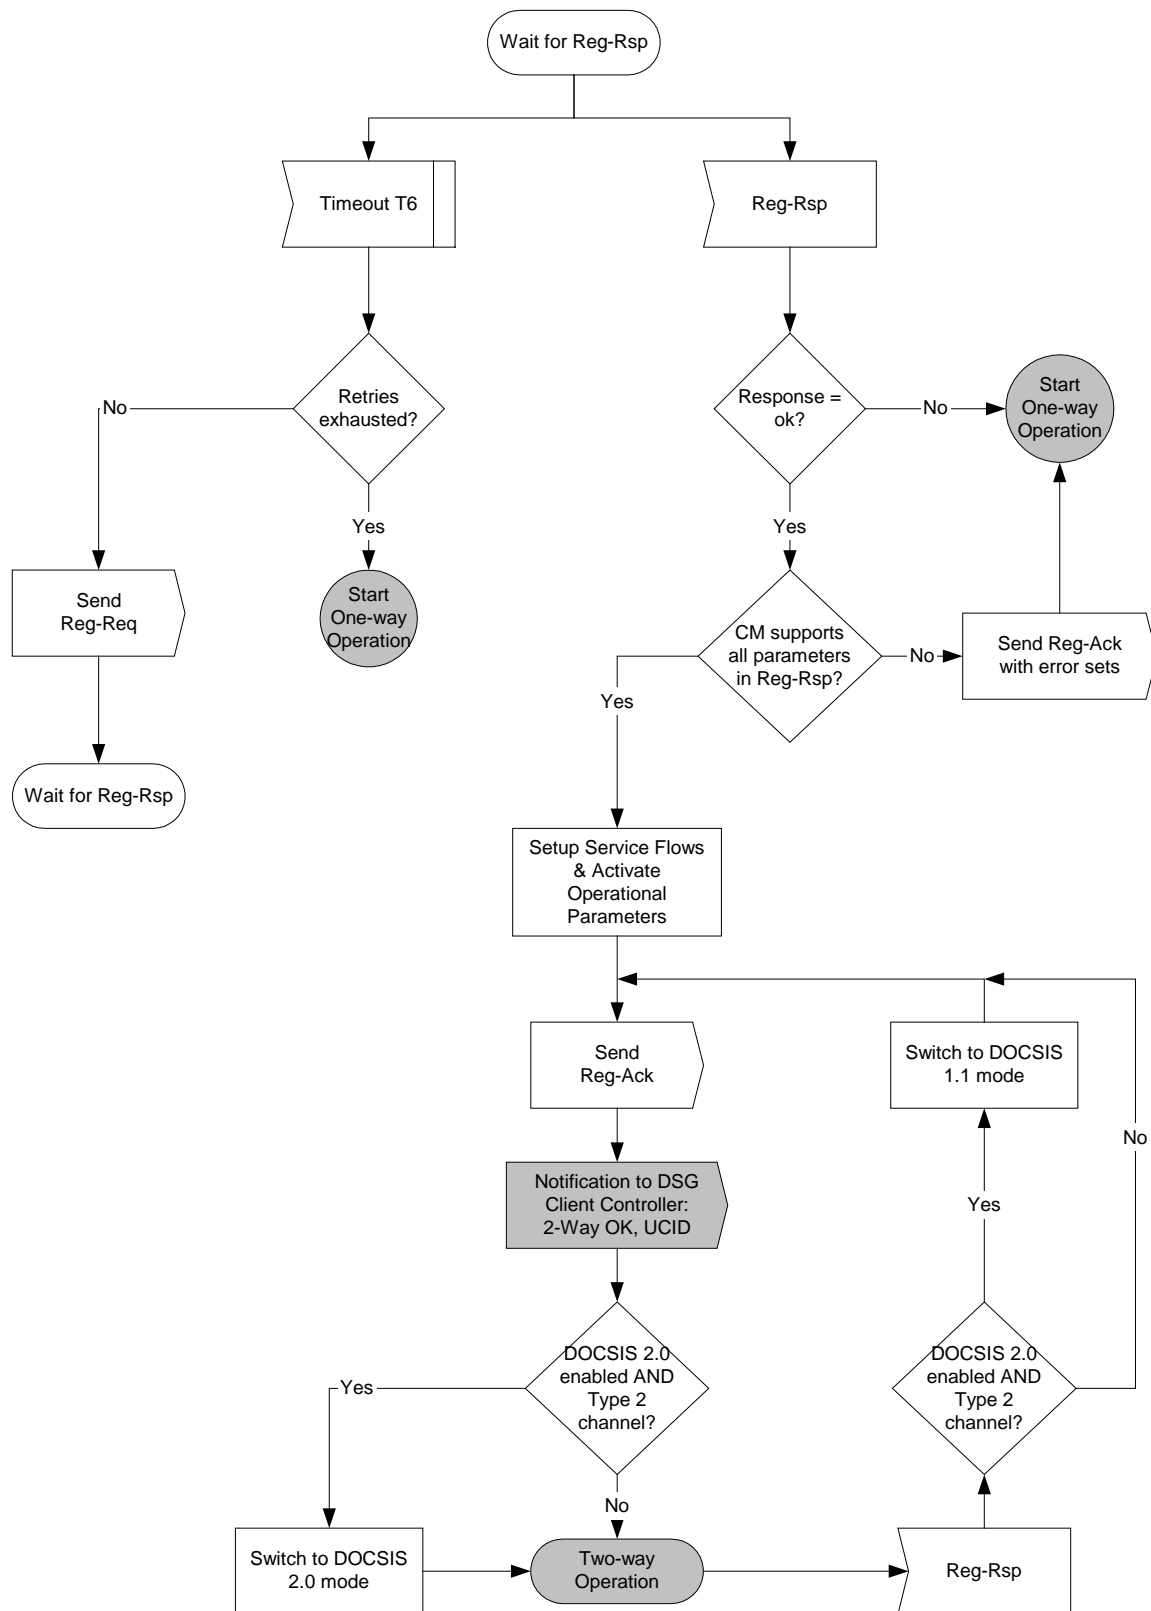 Wait for Reg-Rsp
Timeout T6
Reg-Rsp
Retries
exhausted?
No
Yes
Response =
ok?
No
Start
One-way
Operation
Yes
Send
Reg-Req
Start
One-way
Operation
CM supports
all parameters
in Reg-Rsp?
No
Send Reg-Ack
with error sets
Yes
Wait for Reg-Rsp
Setup Service Flows
& Activate
Operational
Parameters
Send
Reg-Ack
Switch to DOCSIS
1.1 mode
No
Notification to DSG
Client Controller:
2-Way OK, UCID
Yes
DOCSIS 2.0
enabled AND
Type 2
channel?
Yes
DOCSIS 2.0
enabled AND
Type 2
channel?
No
Switch to DOCSIS
2.0 mode
Two-way
Operation
Reg-Rsp